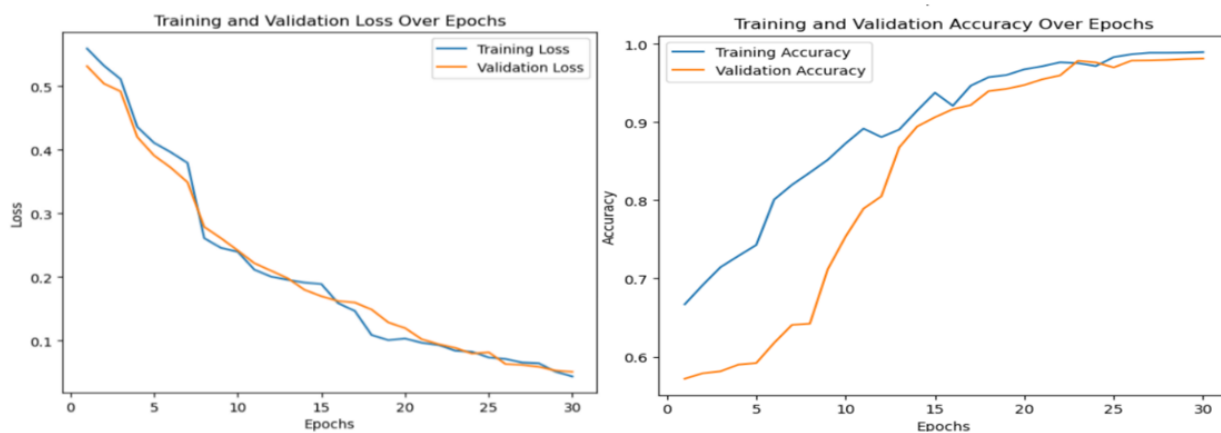 Training and Validation Loss Over Epochs
Training Loss
Validation Loss
0.5
0.4
0.3
0.2
0.1
Loss
0 5 10 15 20 25 30
Epochs
Training and Validation Accuracy Over Epochs
Training Accuracy
Validation Accuracy
1.0
0.9
0.8
0.7
0.6
Accuracy
0 5 10 15 20 25 30
Epochs